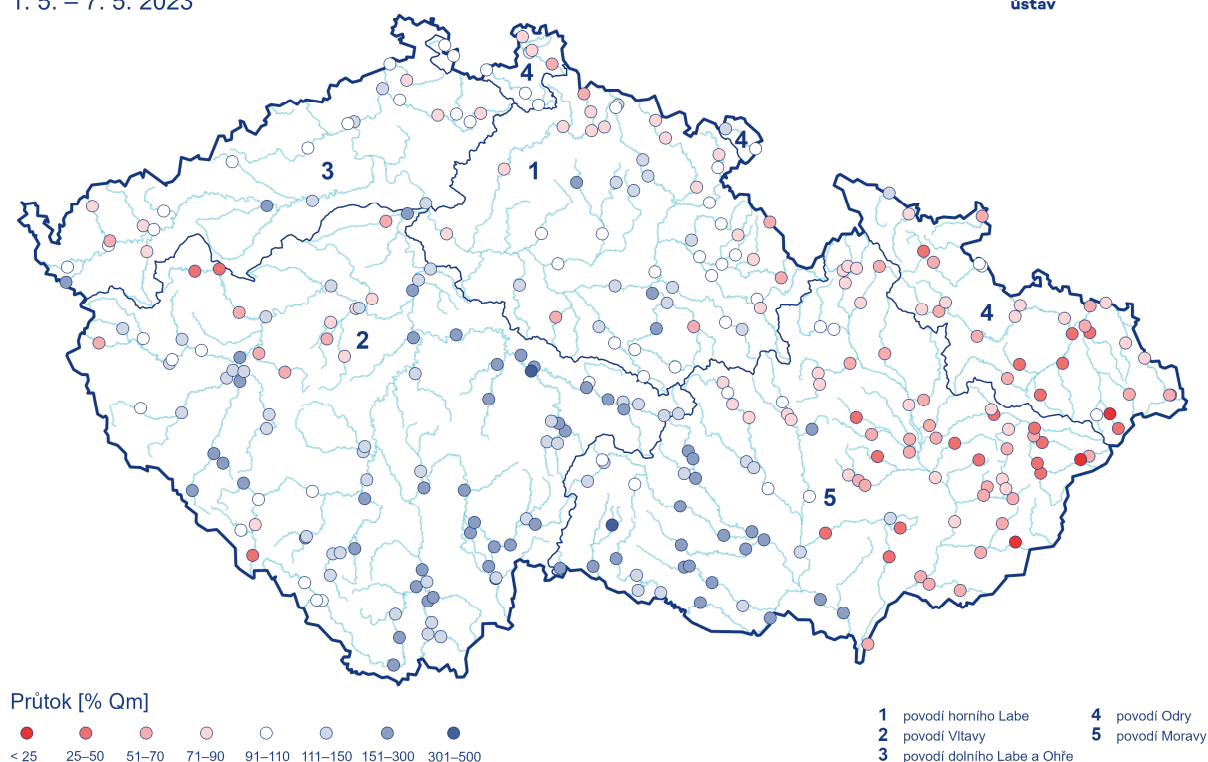 1. 5. – 7. 5. 2023
ústav
4
4
3
1
4
2
5
Průtok [% Qm]
< 25 25–50 51–70 71–90 91–110 111–150 151–300 301–500
1 povodí horního Labe
2 povodí Vltavy
3 povodí dolního Labe a Ohře
4 povodí Odry
5 povodí Moravy